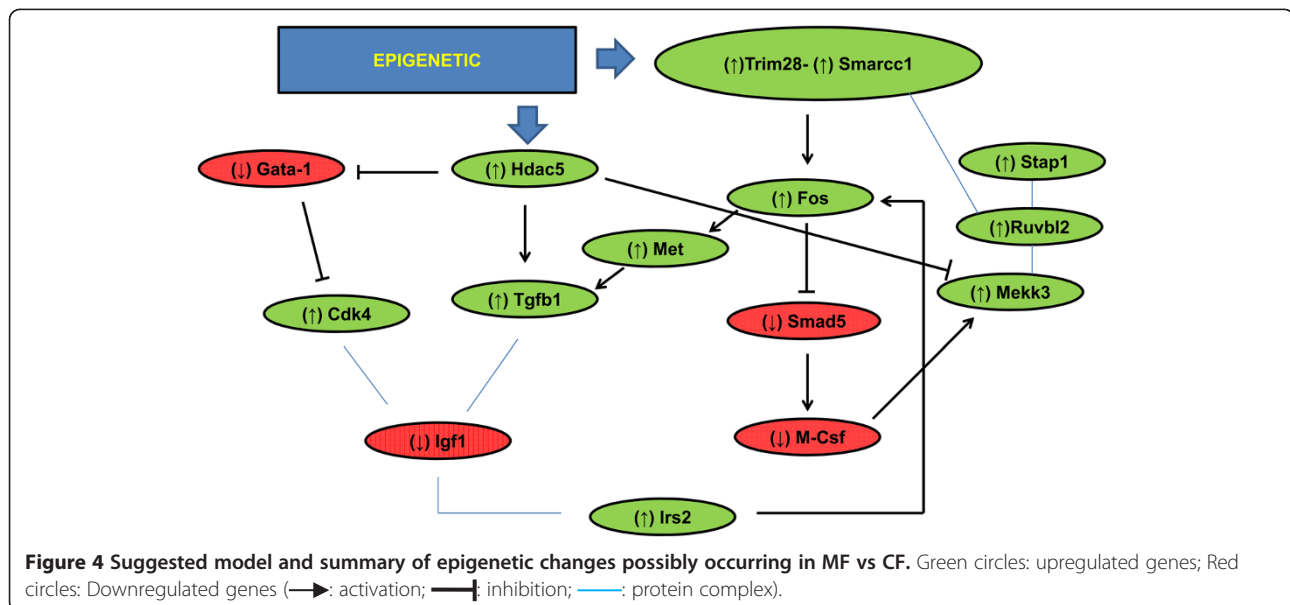 EPIGENETIC
(↑)Trim28- (↑) Smarcc1
(↓) Gata-1
(↑) Hdac5
(↑) Stap1
(↑) Fos
(↑)Ruvbl2
(↑) Met
(↑) Mekk3
(↑) Cdk4
(↑) Tgfb1
(↓) Smad5
(↓) Igf1
(↓) M-Csf
(↑) Irs2
Figure 4 Suggested model and summary of epigenetic changes possibly occurring in MF vs CF. Green circles: upregulated genes; Red
circles: Downregulated genes (: activation; : inhibition; : protein complex).